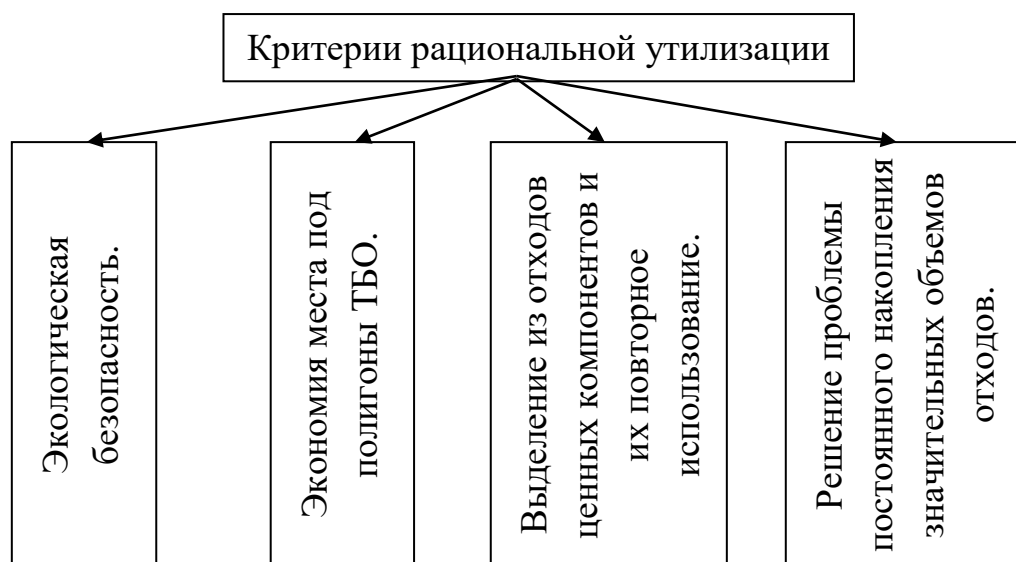 Критерии рациональной утилизации
Экологическая
безопасность.
Экономия места под
полигоны ТБО.
Выделение из отходов
ценных компонентов и
их повторное
использование.
Решение проблемы
постоянного накопления
значительных объемов
отходов.